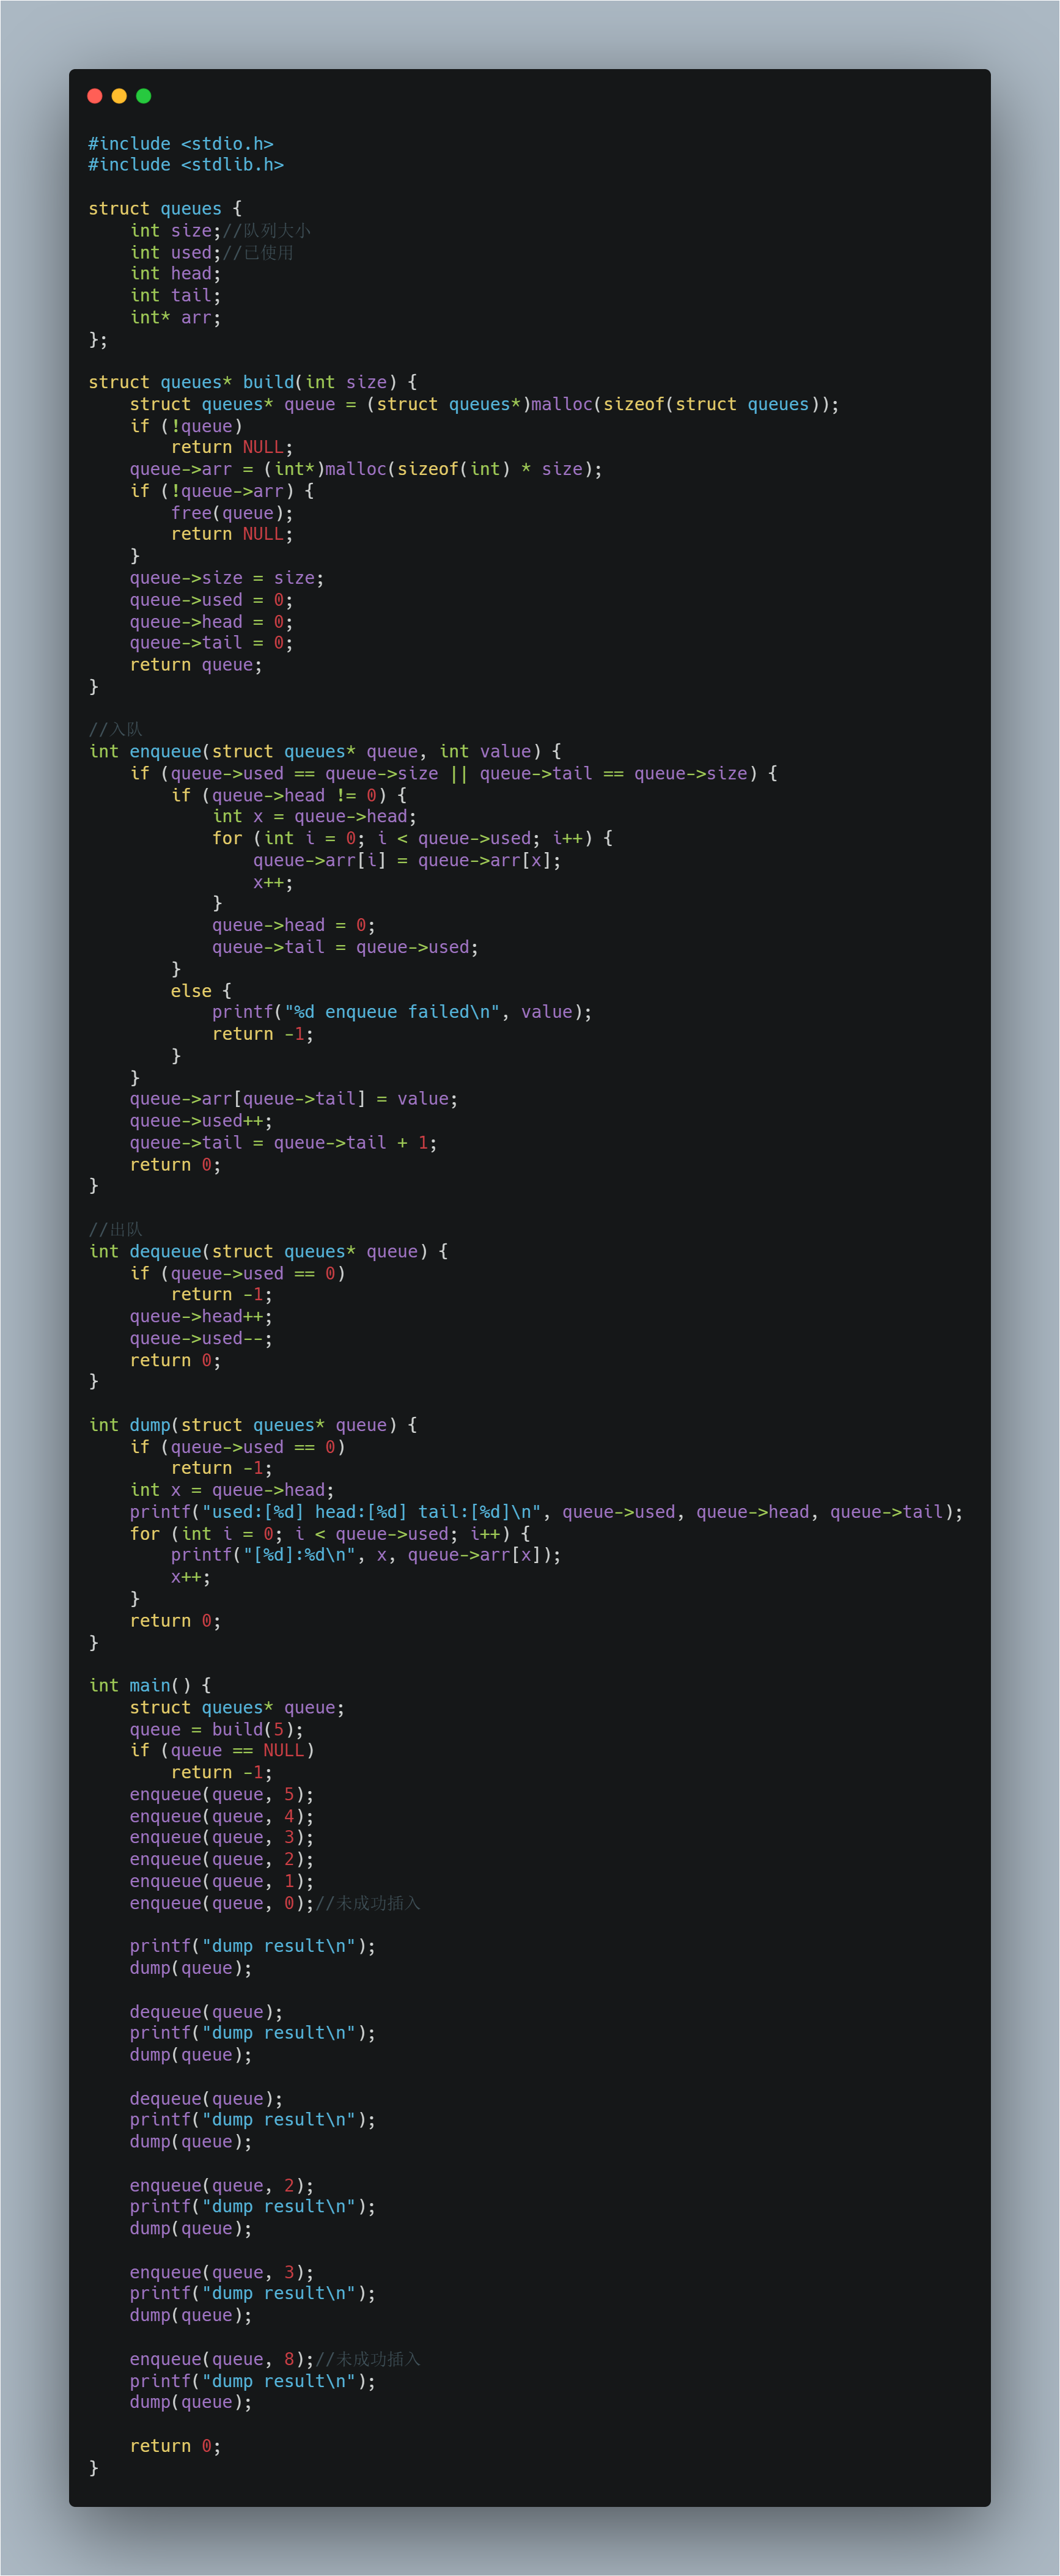 #include <stdio.h>
#include <stdlib.h>

struct queues {
    int size;//队列大小
    int used;//已使用
    int head;
    int tail;
    int* arr;
};

struct queues* build(int size) {
    struct queues* queue = (struct queues*)malloc(sizeof(struct queues));
    if (!queue)
        return NULL;
    queue->arr = (int*)malloc(sizeof(int) * size);
    if (!queue->arr) {
        free(queue);
        return NULL;
    }
    queue->size = size;
    queue->used = 0;
    queue->head = 0;
    queue->tail = 0;
    return queue;
}

//入队
int enqueue(struct queues* queue, int value) {
    if (queue->used == queue->size || queue->tail == queue->size) {
        if (queue->head != 0) {
            int x = queue->head;
            for (int i = 0; i < queue->used; i++) {
                queue->arr[i] = queue->arr[x];
                x++;
            }
            queue->head = 0;
            queue->tail = queue->used;
        }
        else {
            printf("%d enqueue failed\n", value);
            return -1;
        }
    }
    queue->arr[queue->tail] = value;
    queue->used++;
    queue->tail = queue->tail + 1;
    return 0;
}

//出队
int dequeue(struct queues* queue) {
    if (queue->used == 0)
        return -1;
    queue->head++;
    queue->used--;
    return 0;
}

int dump(struct queues* queue) {
    if (queue->used == 0)
        return -1;
    int x = queue->head;
    printf("used:[%d] head:[%d] tail:[%d]\n", queue->used, queue->head, queue->tail);
    for (int i = 0; i < queue->used; i++) {
        printf("[%d]:%d\n", x, queue->arr[x]);
        x++;
    }
    return 0;
}

int main() {
    struct queues* queue;
    queue = build(5);
    if (queue == NULL)
        return -1;
    enqueue(queue, 5);
    enqueue(queue, 4);
    enqueue(queue, 3);
    enqueue(queue, 2);
    enqueue(queue, 1);
    enqueue(queue, 0);//未成功插入

    printf("dump result\n");
    dump(queue);

    dequeue(queue);
    printf("dump result\n");
    dump(queue);

    dequeue(queue);
    printf("dump result\n");
    dump(queue);

    enqueue(queue, 2);
    printf("dump result\n");
    dump(queue);

    enqueue(queue, 3);
    printf("dump result\n");
    dump(queue);

    enqueue(queue, 8);//未成功插入
    printf("dump result\n");
    dump(queue);

    return 0;
}